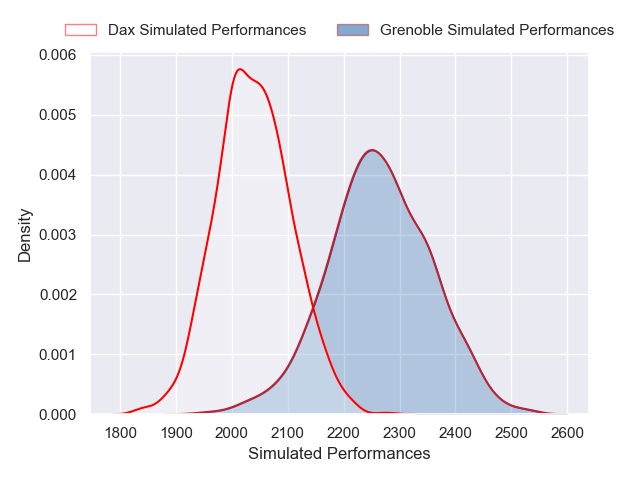 Dax Simulated Performances Grenoble Simulated Performances
0.006
0.005
0.004
0.003
0.002
0.001
0.000
Density
1800 1900 2000 2100 2200 2300 2400 2500 2600
Simulated Performances